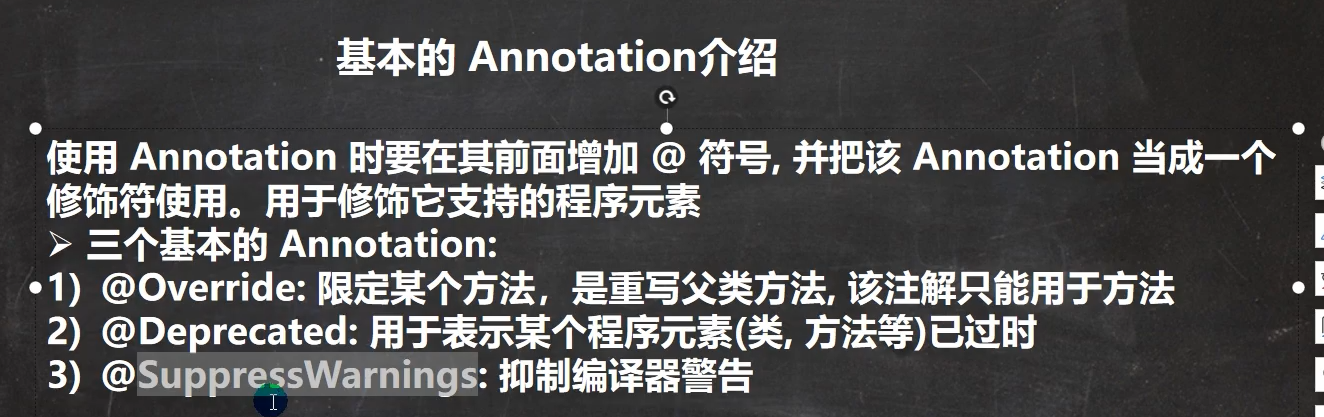 基本的 Annotation介绍
使用 Annotation 时要在其前面增加 @ 符号, 并把该 Annotation 当成一个
修饰符使用。用于修饰它支持的程序元素
➢ 三个基本的 Annotation:
1) @Override: 限定某个方法，是重写父类方法, 该注解只能用于方法
2) @Deprecated: 用于表示某个程序元素(类, 方法等)已过时
3) @SuppressWarnings: 抑制编译器警告